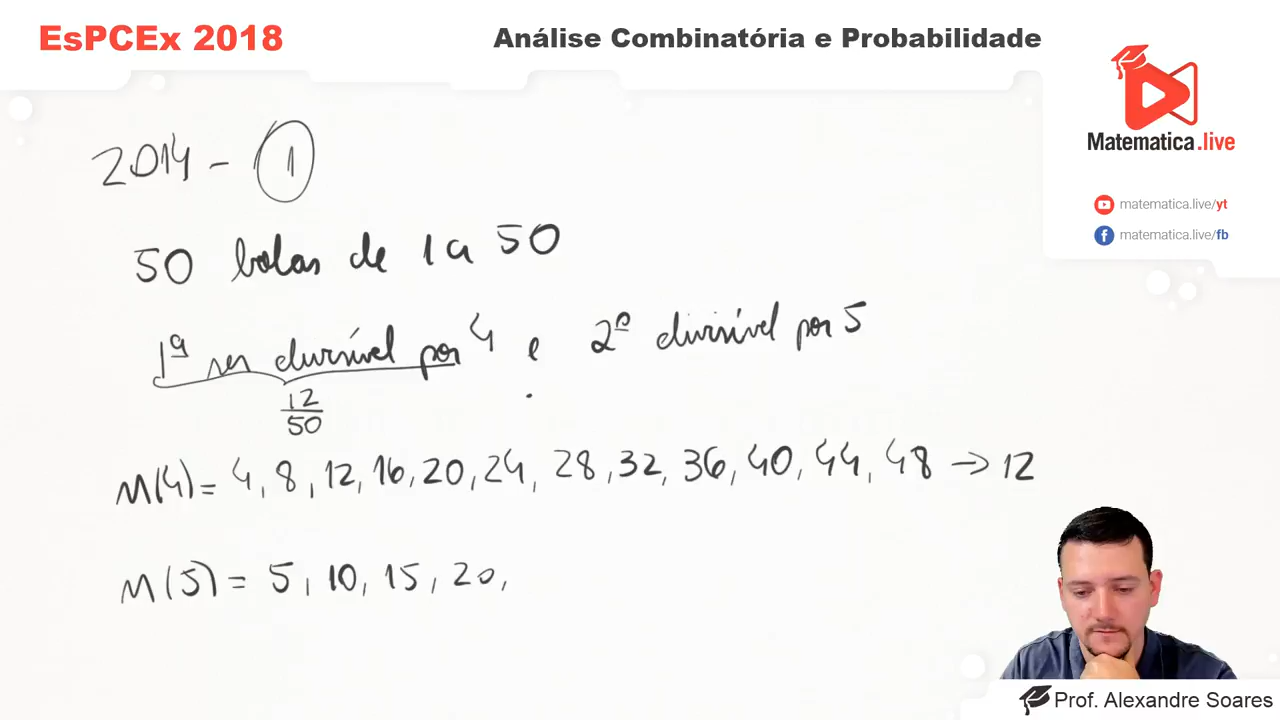 EsPCEx 2018
Análise Combinatória e Probabilidade
Matematica.live
matematica.live/yt
matematica.live/fb
2014 - 1
50 bolas de 1 a 50
1ª ser divisível por 4 e 2º divisível por 5
12
50
M(4) = 4, 8, 12, 16, 20, 24, 28, 32, 36, 40, 44, 48 → 12
M(5) = 5, 10, 15, 20,
Prof. Alexandre Soares